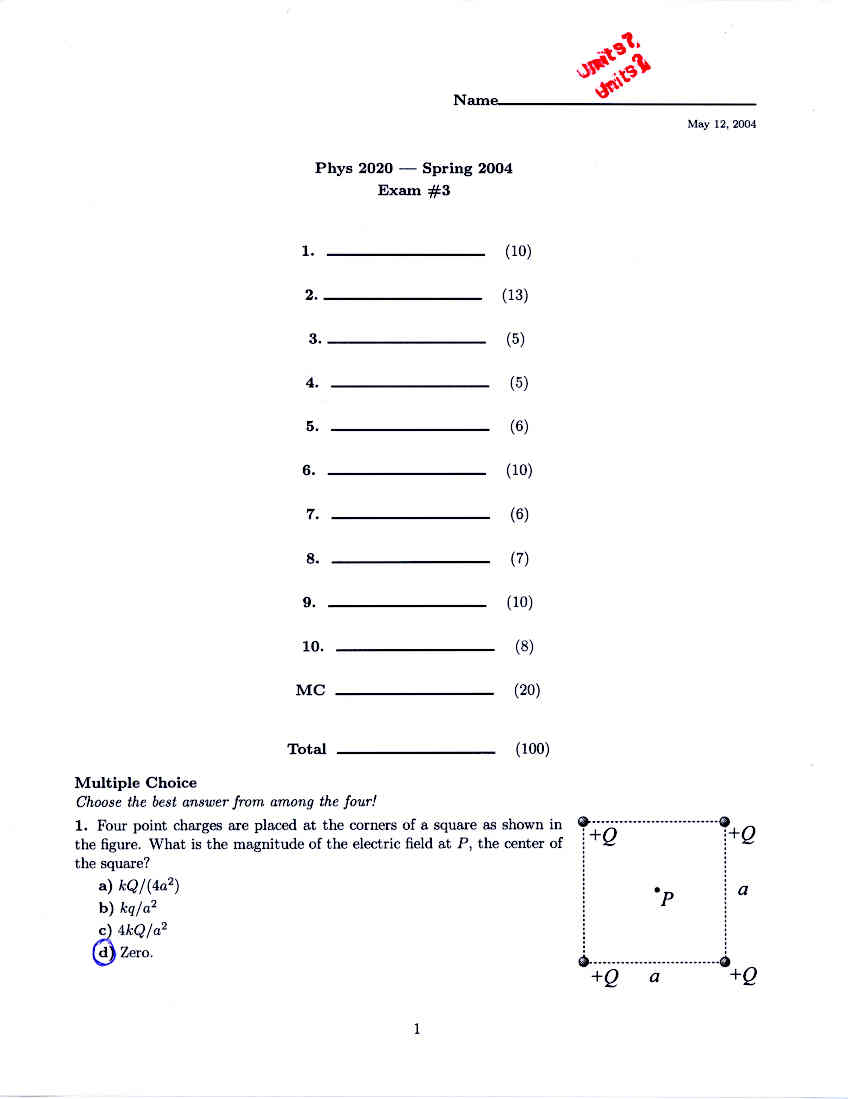 Units?
Units?
Name
May 12, 2004
Phys 2020 — Spring 2004
Exam #3
1. (10)
2. (13)
3. (5)
4. (5)
5. (6)
6. (10)
7. (6)
8. (7)
9. (10)
10. (8)
MC (20)
Total (100)
Multiple Choice
Choose the best answer from among the four!
1. Four point charges are placed at the corners of a square as shown in
the figure. What is the magnitude of the electric field at P, the center of
the square?
a) kQ/(4a²)
b) kq/a²
c) 4kQ/a²
d) Zero.
+Q +Q
P a
+Q a +Q
1